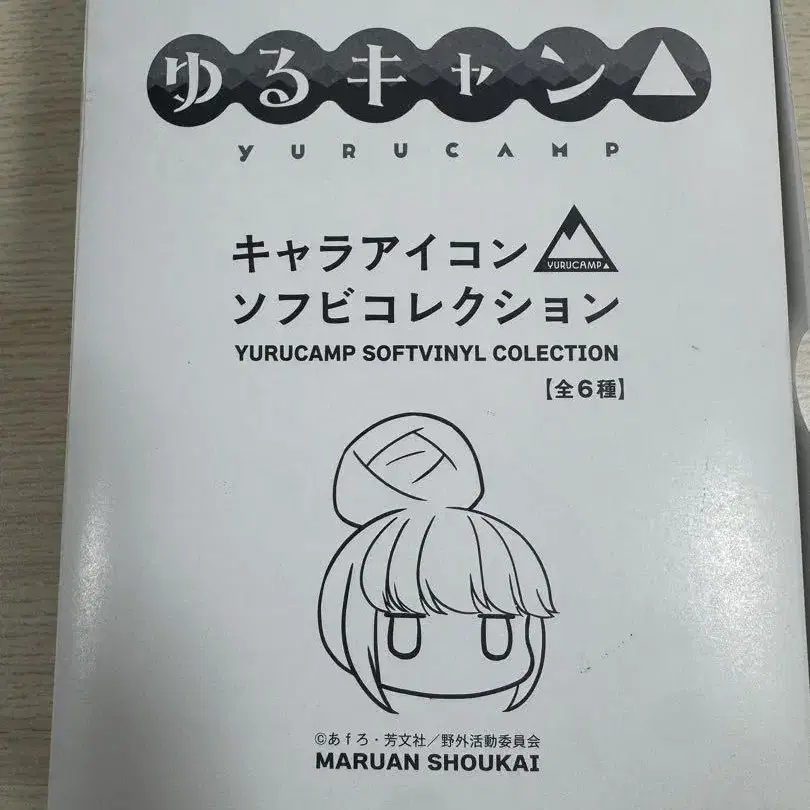 ゆるキャン△
YURUCAMP
キャラアイコン
YURUCAMP▲
ソフビコレクション
YURUCAMP SOFTVINYL COLECTION
【全6種】
©あfろ・芳文社／野外活動委員会
MARUAN SHOUKAI